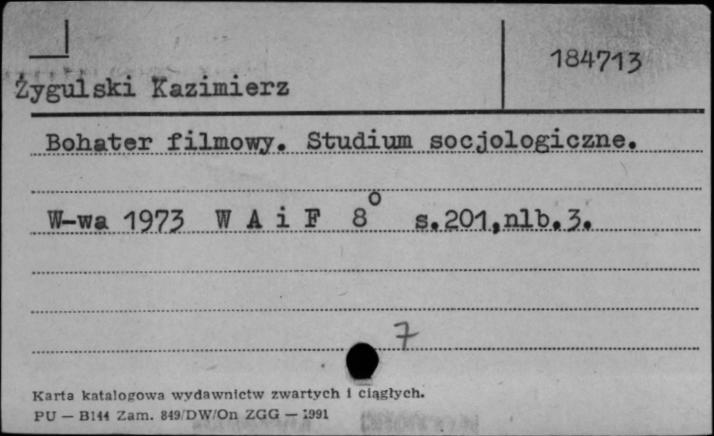 184713
Żygulski Kazimierz
Bohater filmowy. Studium socjologiczne.
W-wa 1973 W A i F 8° s.201,nlb.3.
7
Karta katalogowa wydawnictw zwartych i ciągłych.
PU — B144 Zam. 849/DW/On ZGG — 1991